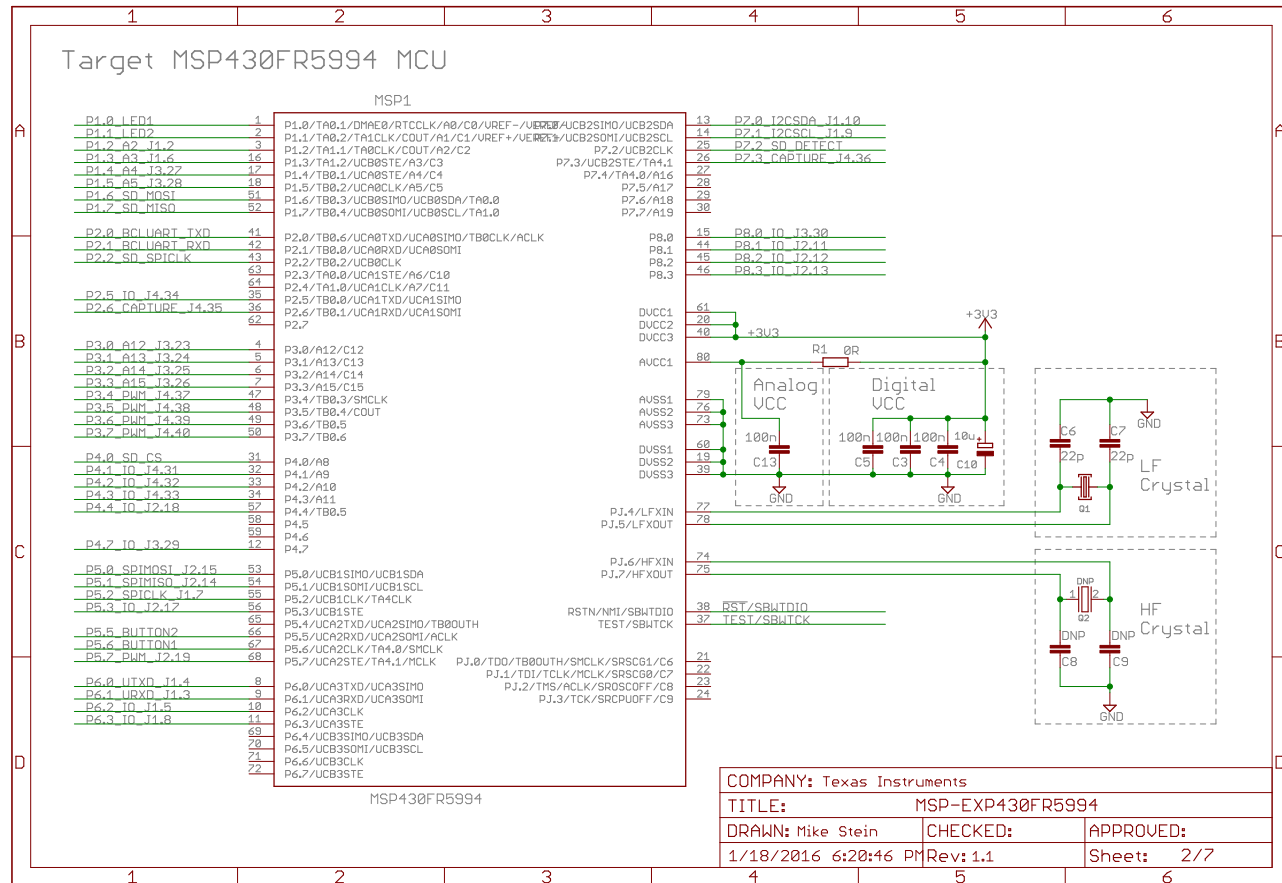 1 2 3 4 5 6
A A
B B
C C
D D
Target MSP430FR5994 MCU
MSP1
P1.0_LED1 1 P1.0/TA0.1/DMAE0/RTCCLK/A0/C0/VREF-/VEREF-
P1.1_LED2 2 P1.1/TA0.2/TA1CLK/COUT/A1/C1/VREF+/VEREF+
P1.2_A2_J1.2 3 P1.2/TA1.1/TA0CLK/COUT/A2/C2
P1.3_A3_J1.6 16 P1.3/TA1.2/UCB0STE/A3/C3
P1.4_A4_J3.27 17 P1.4/TB0.1/UCA0STE/A4/C4
P1.5_A5_J3.28 18 P1.5/TB0.2/UCA0CLK/A5/C5
P1.6_SD_MOSI 51 P1.6/TB0.3/UCB0SIMO/UCB0SDA/TA0.0
P1.7_SD_MISO 52 P1.7/TB0.4/UCB0SOMI/UCB0SCL/TA1.0
P2.0_BCLUART_TXD 41 P2.0/TB0.6/UCA0TXD/UCA0SIMO/TB0CLK/ACLK
P2.1_BCLUART_RXD 42 P2.1/TB0.0/UCA0RXD/UCA0SOMI
P2.2_SD_SPICLK 43 P2.2/TB0.2/UCB0CLK
63 P2.3/TA0.0/UCA1STE/A6/C10
64 P2.4/TA1.0/UCA1CLK/A7/C11
P2.5_IO_J4.34 35 P2.5/TB0.0/UCA1TXD/UCA1SIMO
P2.6_CAPTURE_J4.35 36 P2.6/TB0.1/UCA1RXD/UCA1SOMI
62 P2.7
P3.0_A12_J3.23 4 P3.0/A12/C12
P3.1_A13_J3.24 5 P3.1/A13/C13
P3.2_A14_J3.25 6 P3.2/A14/C14
P3.3_A15_J3.26 7 P3.3/A15/C15
P3.4_PWM_J4.37 47 P3.4/TB0.3/SMCLK
P3.5_PWM_J4.38 48 P3.5/TB0.4/COUT
P3.6_PWM_J4.39 49 P3.6/TB0.5
P3.7_PWM_J4.40 50 P3.7/TB0.6
P4.0_SD_CS 31 P4.0/A8
P4.1_IO_J4.31 32 P4.1/A9
P4.2_IO_J4.32 33 P4.2/A10
P4.3_IO_J4.33 34 P4.3/A11
P4.4_IO_J2.18 57 P4.4/TB0.5
58 P4.5
59 P4.6
P4.7_IO_J3.29 12 P4.7
P5.0_SPIMOSI_J2.15 53 P5.0/UCB1SIMO/UCB1SDA
P5.1_SPIMISO_J2.14 54 P5.1/UCB1SOMI/UCB1SCL
P5.2_SPICLK_J1.7 55 P5.2/UCB1CLK/TA4CLK
P5.3_IO_J2.17 56 P5.3/UCB1STE
65 P5.4/UCA2TXD/UCA2SIMO/TB0OUTH
P5.5_BUTTON2 66 P5.5/UCA2RXD/UCA2SOMI/ACLK
P5.6_BUTTON1 67 P5.6/UCA2CLK/TA4.0/SMCLK
P5.7_PWM_J2.19 68 P5.7/UCA2STE/TA4.1/MCLK
P6.0_UTXD_J1.4 8 P6.0/UCA3TXD/UCA3SIMO
P6.1_URXD_J1.3 9 P6.1/UCA3RXD/UCA3SOMI
P6.2_IO_J1.5 10 P6.2/UCA3CLK
P6.3_IO_J1.8 11 P6.3/UCA3STE
69 P6.4/UCB3SIMO/UCB3SDA
70 P6.5/UCB3SOMI/UCB3SCL
71 P6.6/UCB3CLK
72 P6.7/UCB3STE
MSP430FR5994
P7.0/UCB2SIMO/UCB2SDA 13 P7.0_I2CSDA_J1.10
P7.1/UCB2SOMI/UCB2SCL 14 P7.1_I2CSCL_J1.9
P7.2/UCB2CLK 25 P7.2_SD_DETECT
P7.3/UCB2STE/TA4.1 26 P7.3_CAPTURE_J4.36
P7.4/TA4.0/A16 27
P7.5/A17 28
P7.6/A18 29
P7.7/A19 30
P8.0 15 P8.0_IO_J3.30
P8.1 44 P8.1_IO_J2.11
P8.2 45 P8.2_IO_J2.12
P8.3 46 P8.3_IO_J2.13
DVCC1 61
DVCC2 20
DVCC3 40 +3V3
+3V3
AVCC1 80
R1 0R
AVSS1 79
AVSS2 76
AVSS3 73
DVSS1 60
DVSS2 19
DVSS3 39
Analog
VCC
100n
C13
GND
Digital
VCC
100n 100n 100n 10u +
C5 C3 C4 C10
GND
PJ.4/LFXIN 77
PJ.5/LFXOUT 78
GND
C6 C7
22p 22p
LF
Crystal
Q1
PJ.6/HFXIN 74
PJ.7/HFXOUT 75
DNP
1 2
Q2
HF
Crystal
DNP DNP
C8 C9
GND
RSTN/NMI/SBWTDIO 38 RST/SBWTDIO
TEST/SBWTCK 37 TEST/SBWTCK
PJ.0/TDO/TB0OUTH/SMCLK/SRSCG1/C6 21
PJ.1/TDI/TCLK/MCLK/SRSCG0/C7 22
PJ.2/TMS/ACLK/SROSCOFF/C8 23
PJ.3/TCK/SRCPUOFF/C9 24
COMPANY: Texas Instruments
TITLE: MSP-EXP430FR5994
DRAWN: Mike Stein CHECKED: APPROVED:
1/18/2016 6:20:46 PM Rev: 1.1 Sheet: 2/7
1 2 3 4 5 6